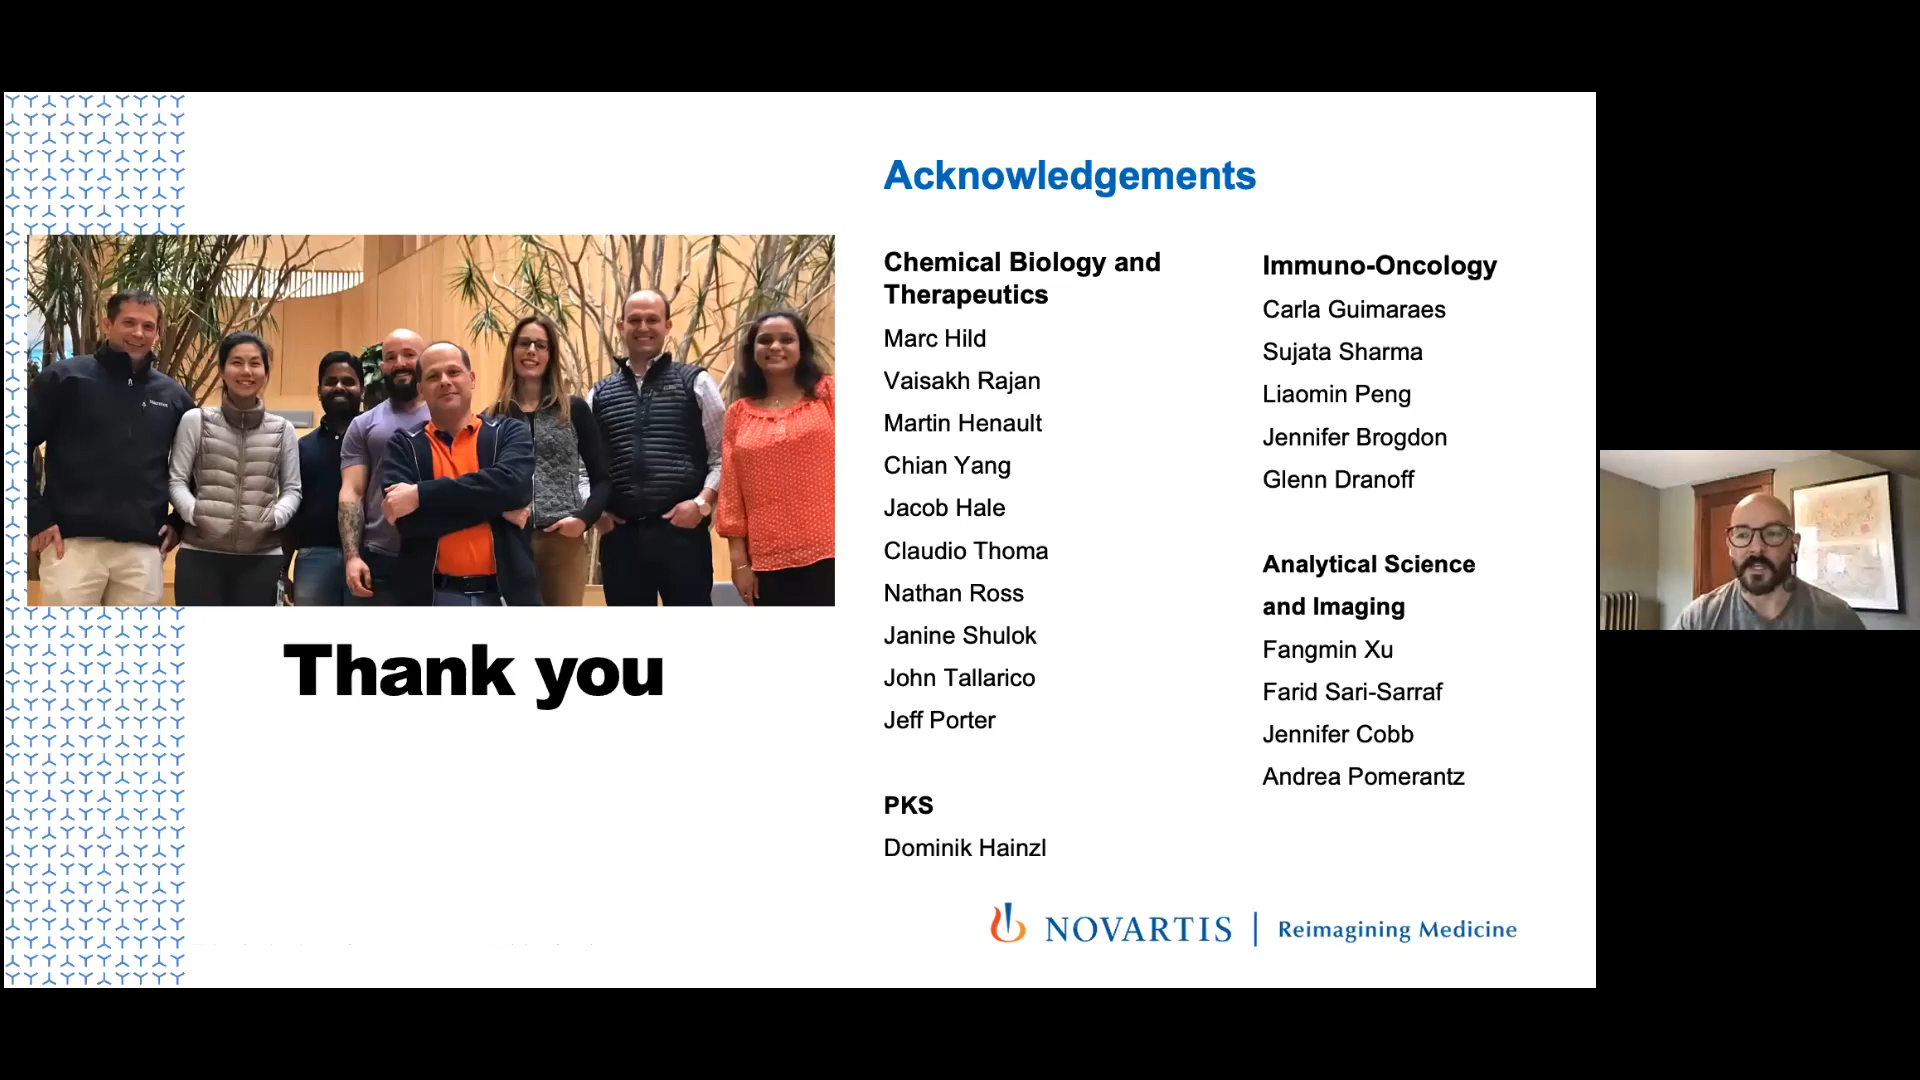 Thank you
Acknowledgements
Chemical Biology and
Therapeutics
Marc Hild
Vaisakh Rajan
Martin Henault
Chian Yang
Jacob Hale
Claudio Thoma
Nathan Ross
Janine Shulok
John Tallarico
Jeff Porter
PKS
Dominik Hainzl
Immuno-Oncology
Carla Guimaraes
Sujata Sharma
Liaomin Peng
Jennifer Brogdon
Glenn Dranoff
Analytical Science
and Imaging
Fangmin Xu
Farid Sari-Sarraf
Jennifer Cobb
Andrea Pomerantz
NOVARTIS | Reimagining Medicine